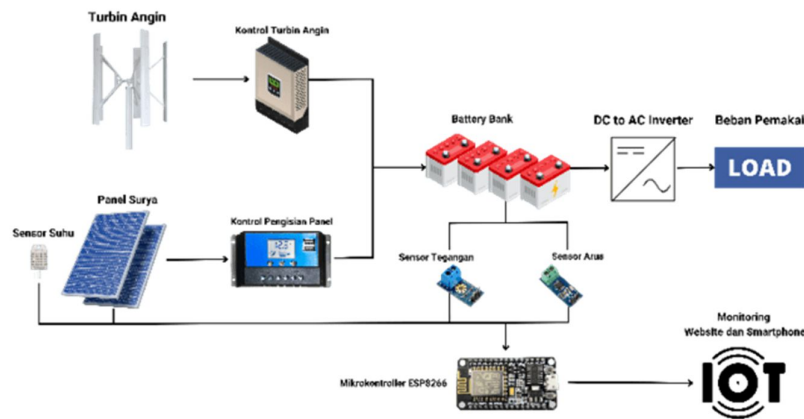 Turbin Angin
Kontrol Turbin Angin
Battery Bank
DC to AC Inverter
Beban Pemakai
LOAD
Panel Surya
Sensor Suhu
Kontrol Pengisian Panel
Sensor Tegangan
Sensor Arus
Monitoring
Website dan Smartphone
IOT
Mikrokontroller ESP8266